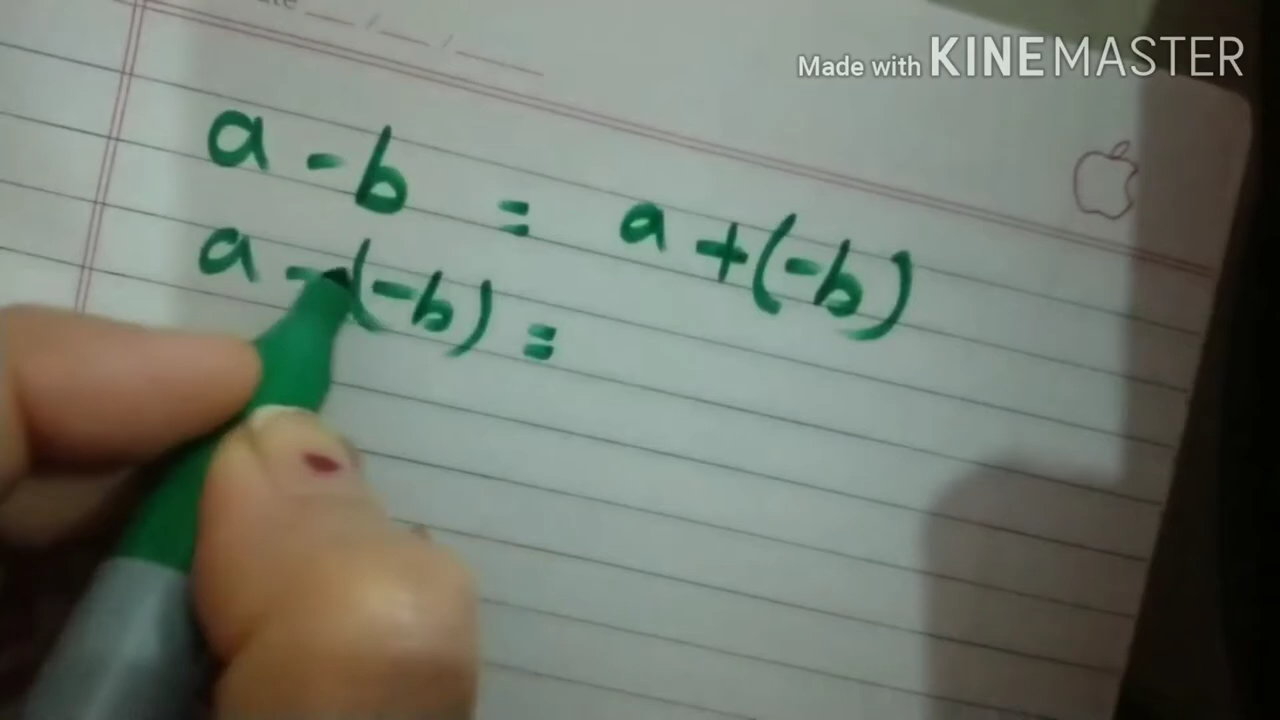 Made with KINEMASTER
a - b = a + (-b)
a - (-b) =